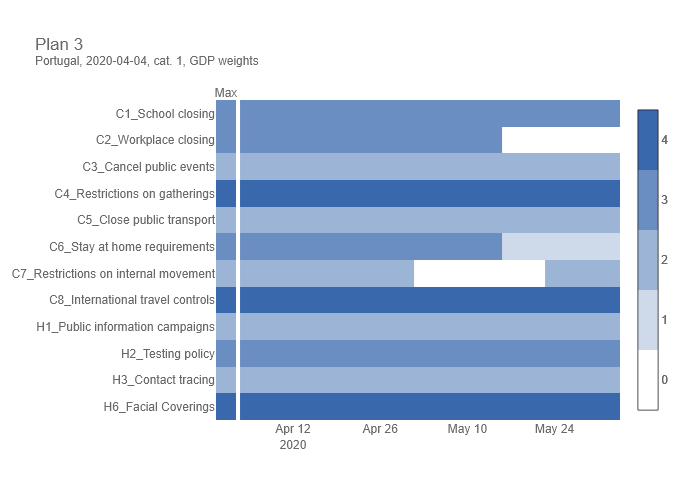 Plan 3
Portugal, 2020-04-04, cat. 1, GDP weights
Max
C1_School closing
C2_Workplace closing
C3_Cancel public events
C4_Restrictions on gatherings
C5_Close public transport
C6_Stay at home requirements
C7_Restrictions on internal movement
C8_International travel controls
H1_Public information campaigns
H2_Testing policy
H3_Contact tracing
H6_Facial Coverings
Apr 12 Apr 26 May 10 May 24
2020
4
3
2
1
0